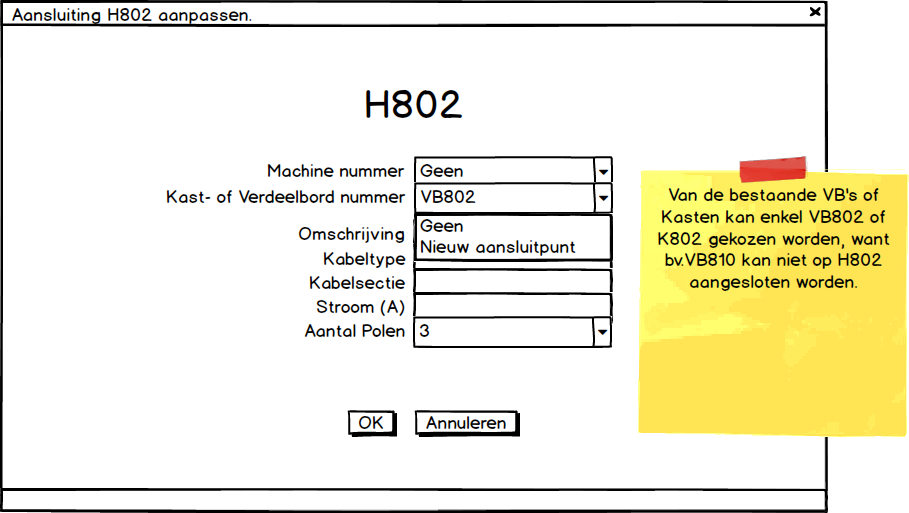 Aansluiting H802 aanpassen.
H802
Machine nummer Geen
Kast- of Verdeelbord nummer VB802
Geen
Nieuw aansluitpunt
Omschrijving
Kabeltype
Kabelsectie
Stroom (A)
Aantal Polen 3
OK Annuleren
Van de bestaande VB's of
Kasten kan enkel VB802 of
K802 gekozen worden, want
bv.VB810 kan niet op H802
aangesloten worden.